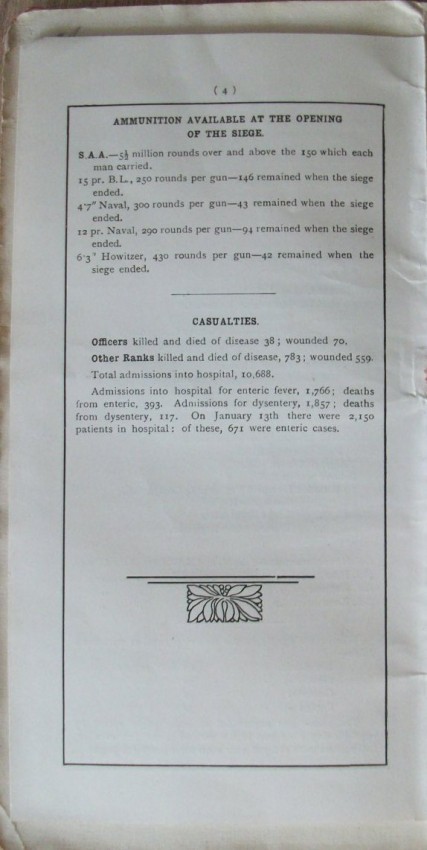 ( 4 )
AMMUNITION AVAILABLE AT THE OPENING
OF THE SIEGE.
S.A.A.—5½ million rounds over and above the 150 which each
man carried.
15 pr. B.L., 250 rounds per gun—146 remained when the siege
ended.
4·7" Naval, 300 rounds per gun—43 remained when the siege
ended.
12 pr. Naval, 290 rounds per gun—94 remained when the siege
ended.
6·3" Howitzer, 430 rounds per gun—42 remained when the
siege ended.
CASUALTIES.
Officers killed and died of disease 38; wounded 70.
Other Ranks killed and died of disease, 783; wounded 559.
Total admissions into hospital, 10,688.
Admissions into hospital for enteric fever, 1,766; deaths
from enteric, 393. Admissions for dysentery, 1,857; deaths
from dysentery, 117. On January 13th there were 2,150
patients in hospital: of these, 671 were enteric cases.